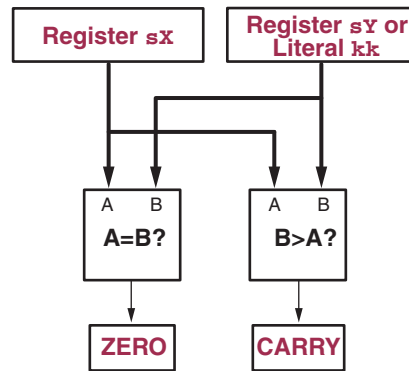 Register sX
Register sY or
Literal kk
A B
A=B?
A B
B>A?
ZERO
CARRY